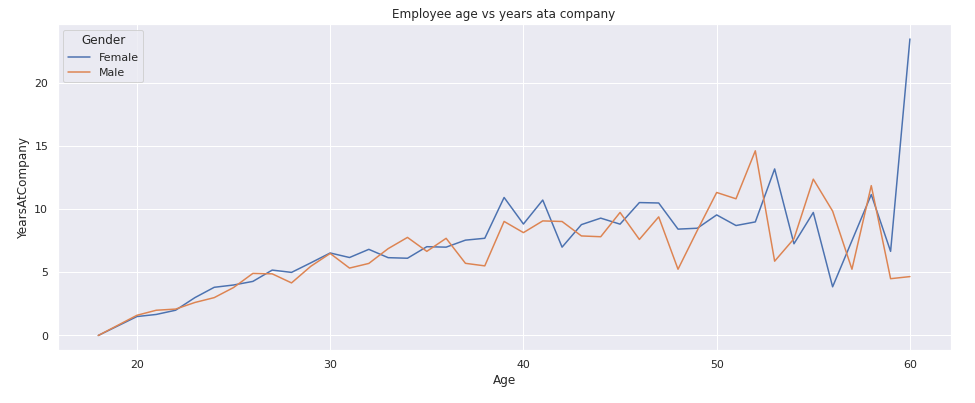 Employee age vs years ata company
Gender
Female
Male
YearsAtCompany
20
15
10
5
0
20 30 40 50 60
Age